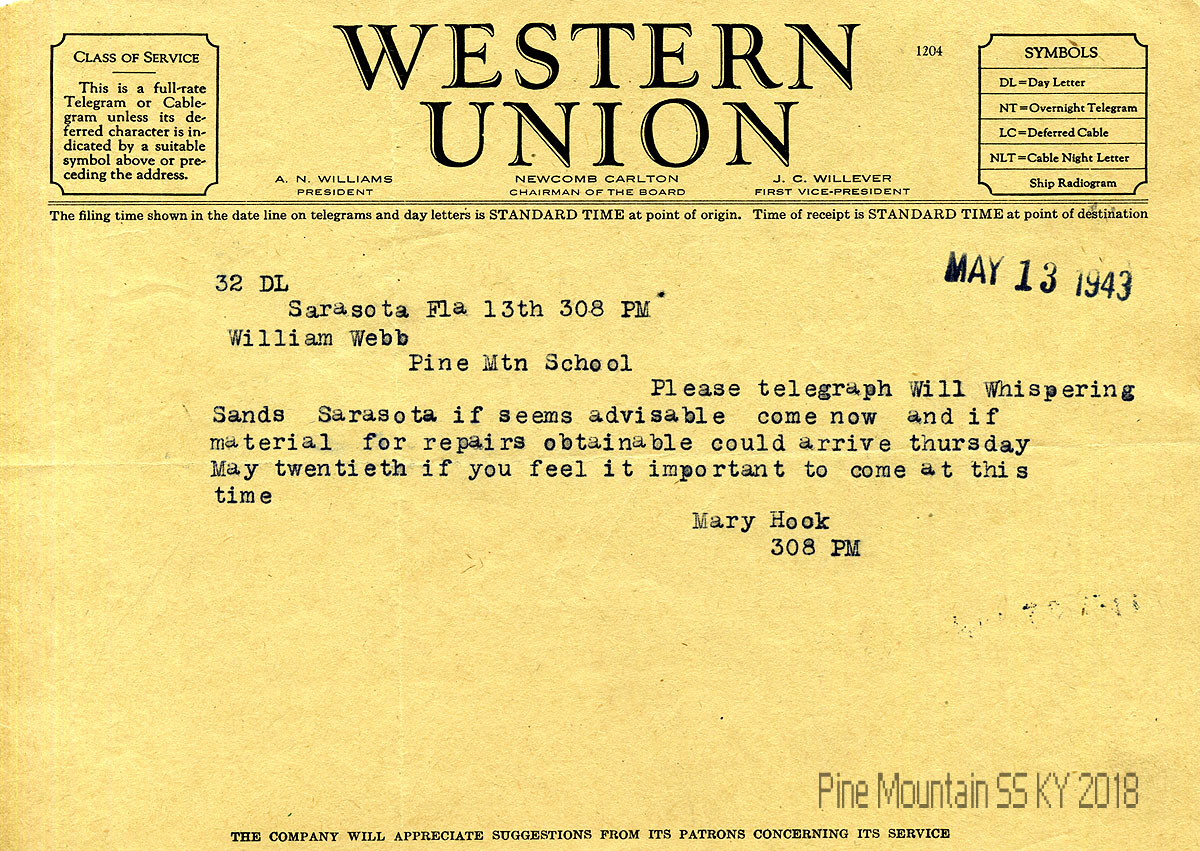 WESTERN
UNION
1204
CLASS OF SERVICE
This is a full-rate
Telegram or Cable-
gram unless its de-
ferred character is in-
dicated by a suitable
symbol above or pre-
ceding the address.
SYMBOLS
DL=Day Letter
NT=Overnight Telegram
LC=Deferred Cable
NLT=Cable Night Letter
Ship Radiogram
A. N. WILLIAMS
PRESIDENT
NEWCOMB CARLTON
CHAIRMAN OF THE BOARD
J. C. WILLEVER
FIRST VICE-PRESIDENT
The filing time shown in the date line on telegrams and day letters is STANDARD TIME at point of origin. Time of receipt is STANDARD TIME at point of destination
MAY 13 1943
32 DL
Sarasota Fla 13th 308 PM
William Webb
Pine Mtn School
Please telegraph Will Whispering
Sands Sarasota if seems advisable come now and if
material for repairs obtainable could arrive thursday
May twentieth if you feel it important to come at this
time
Mary Hook
308 PM
Pine Mountain SS KY 2018
THE COMPANY WILL APPRECIATE SUGGESTIONS FROM ITS PATRONS CONCERNING ITS SERVICE